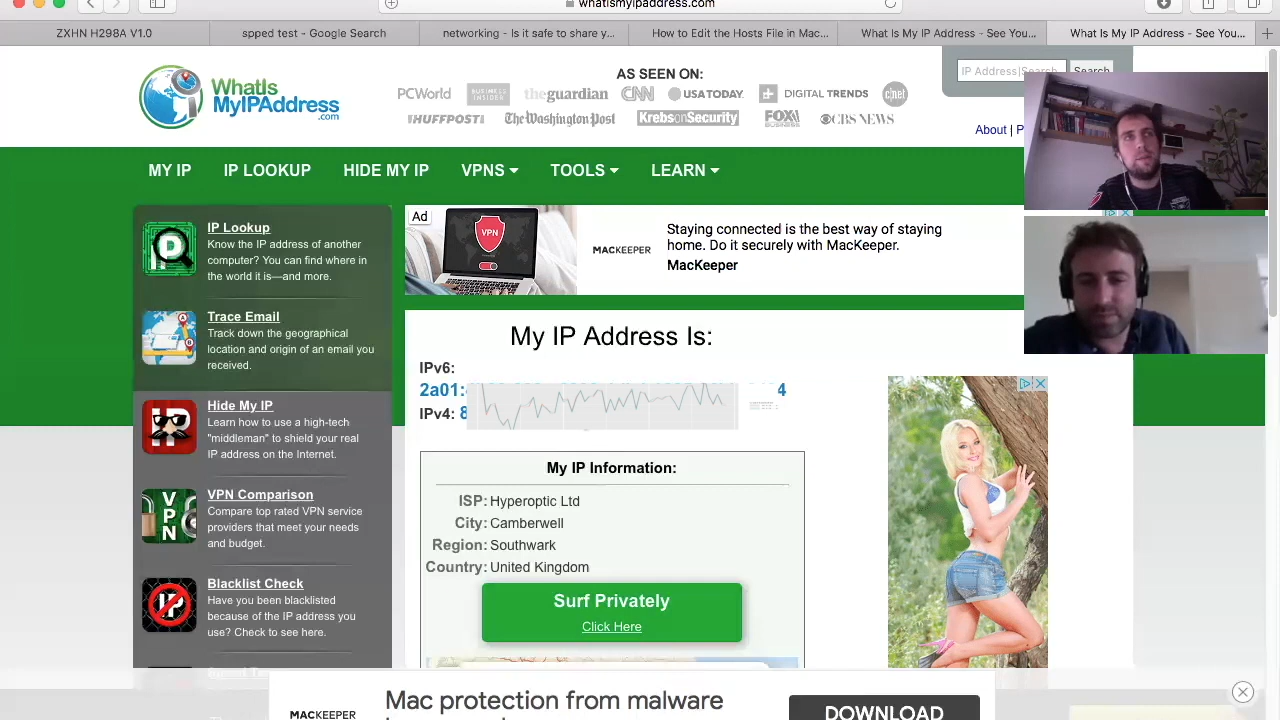 whatismyipaddress.com
ZXHN H298A V1.0
spped test - Google Search
networking - Is it safe to share y...
How to Edit the Hosts File in Mac...
What Is My IP Address - See You...
What Is My IP Address - See You...
WhatIs
MyIPAddress
.com
AS SEEN ON:
PCWorld
BUSINESS INSIDER
theguardian
CNN
USA TODAY.
DIGITAL TRENDS
c|net
IHUFFPOSTI
The Washington Post
KrebsonSecurity
FOX BUSINESS
CBS NEWS
IP Address|Search
Search
About | P
MY IP
IP LOOKUP
HIDE MY IP
VPNS
TOOLS
LEARN
IP Lookup
Know the IP address of another
computer? You can find where in
the world it is—and more.
Trace Email
Track down the geographical
location and origin of an email you
received.
Hide My IP
Learn how to use a high-tech
"middleman" to shield your real
IP address on the Internet.
VPN Comparison
Compare top rated VPN service
providers that meet your needs
and budget.
Blacklist Check
Have you been blacklisted
because of the IP address you
use? Check to see here.
Ad
VPN
MACKEEPER
Staying connected is the best way of staying
home. Do it securely with MacKeeper.
MacKeeper
My IP Address Is:
IPv6:
2a01: 4
IPv4: 8
My IP Information:
ISP: Hyperoptic Ltd
City: Camberwell
Region: Southwark
Country: United Kingdom
Surf Privately
Click Here
MACKEEPER
Mac protection from malware
DOWNLOAD